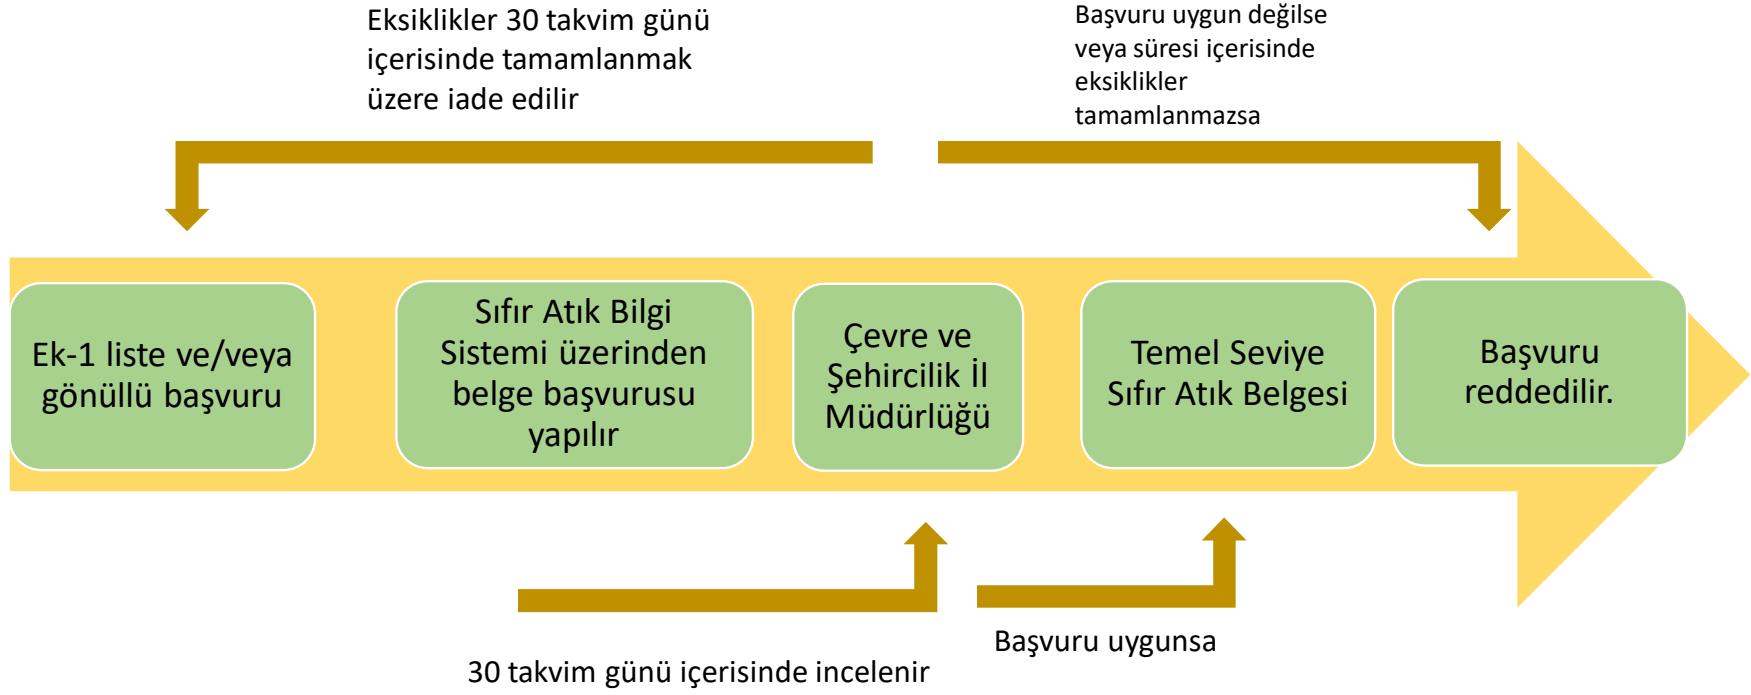 Eksiklikler 30 takvim günü
içerisinde tamamlanmak
üzere iade edilir
Başvuru uygun değilse
veya süresi içerisinde
eksiklikler
tamamlanmazsa
Ek-1 liste ve/veya
gönüllü başvuru
Sıfır Atık Bilgi
Sistemi üzerinden
belge başvurusu
yapılır
Çevre ve
Şehircilik İl
Müdürlüğü
Temel Seviye
Sıfır Atık Belgesi
Başvuru
reddedilir.
30 takvim günü içerisinde incelenir
Başvuru uygunsa